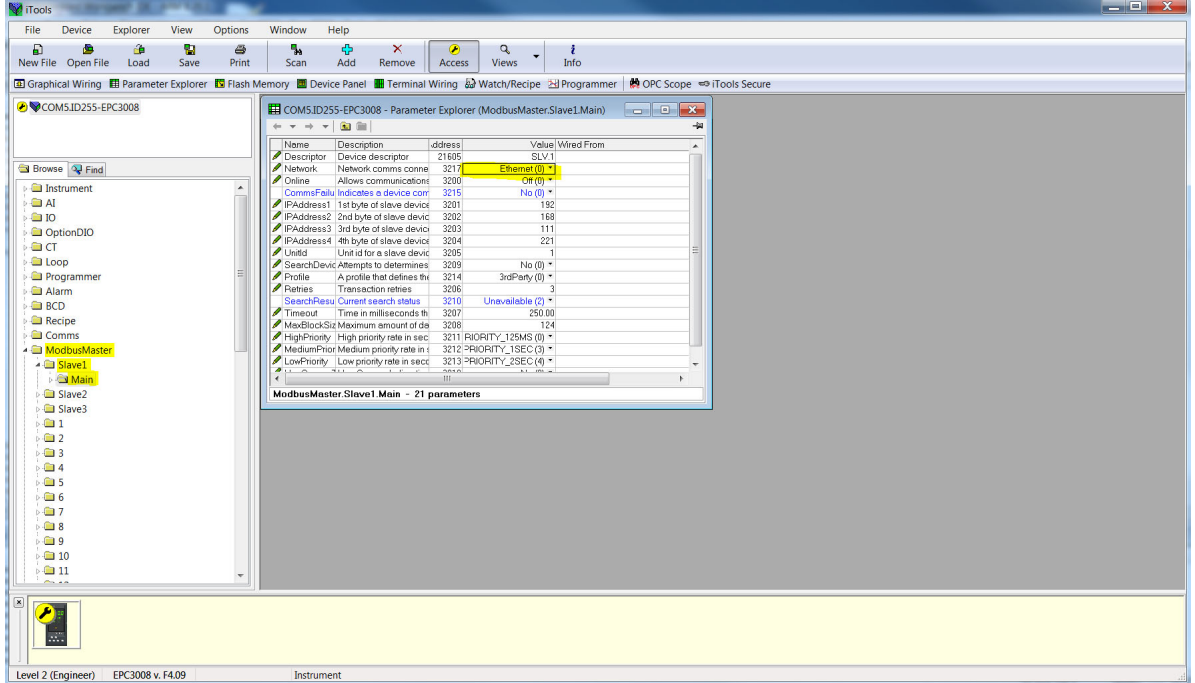 iTools
File Device Explorer View Options Window Help
New File Open File Load Save Print Scan Add Remove Access Views Info
Graphical Wiring Parameter Explorer Flash Memory Device Panel Terminal Wiring Watch/Recipe Programmer OPC Scope iTools Secure
COM5.ID255-EPC3008
COM5.ID255-EPC3008 - Parameter Explorer (ModbusMaster.Slave1.Main)
Name Description ddress Value Wired From
Descriptor Device descriptor 21605 SLV.1
Network Network comms conne 3217 Ethernet (0)
Online Allows communications 3200 Off (0)
CommsFailu Indicates a device com 3215 No (0)
IPAddress1 1st byte of slave device 3201 192
IPAddress2 2nd byte of slave devic 3202 168
IPAddress3 3rd byte of slave devic 3203 111
IPAddress4 4th byte of slave device 3204 221
UnitId Unit id for a slave devic 3205 1
SearchDevic Attempts to determines 3209 No (0)
Profile A profile that defines the 3214 3rdParty (0)
Retries Transaction retries 3206 3
SearchResu Current search status 3210 Unavailable (2)
Timeout Time in milliseconds th 3207 250.00
MaxBlockSiz Maximum amount of da 3208 124
HighPriority High priority rate in sec 3211 RIORITY_125MS (0)
MediumPrior Medium priority rate in s 3212 PRIORITY_1SEC (3)
LowPriority Low priority rate in secc 3213 PRIORITY_2SEC (4)
ModbusMaster.Slave1.Main - 21 parameters
Browse Find
Instrument
AI
IO
OptionDIO
CT
Loop
Programmer
Alarm
BCD
Recipe
Comms
ModbusMaster
Slave1
Main
Slave2
Slave3
1
2
3
4
5
6
7
8
9
10
11
Level 2 (Engineer) EPC3008 v. F4.09 Instrument